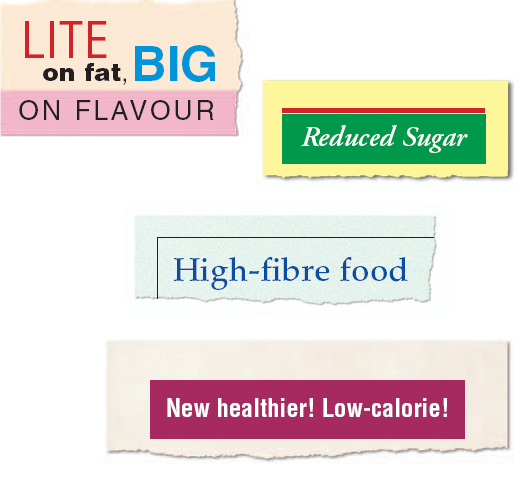 LITE
on fat, BIG
ON FLAVOUR
Reduced Sugar
High-fibre food
New healthier! Low-calorie!